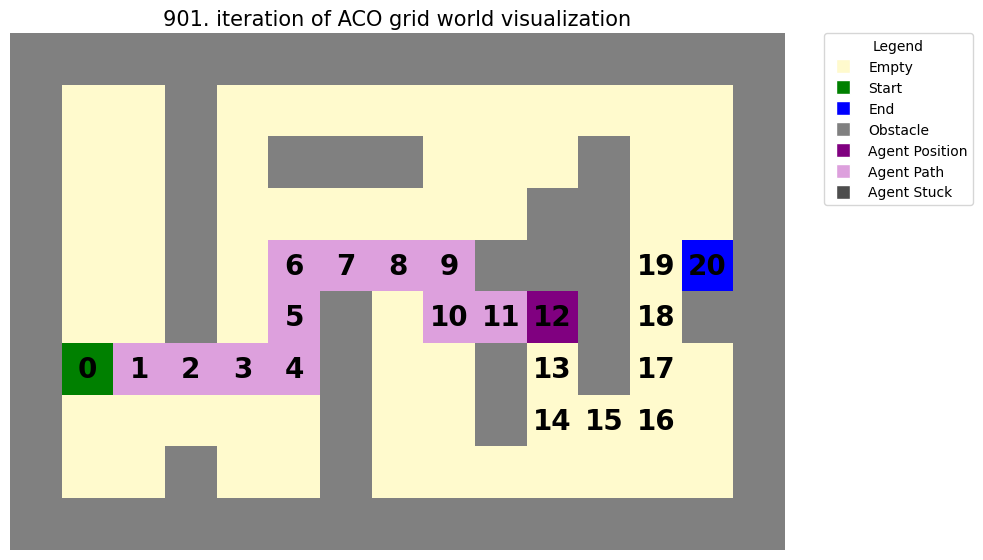 901. iteration of ACO grid world visualization
Legend
Empty
Start
End
Obstacle
Agent Position
Agent Path
Agent Stuck
6 7 8 9 19 20
5 10 11 12 18
0 1 2 3 4 13 17
14 15 16